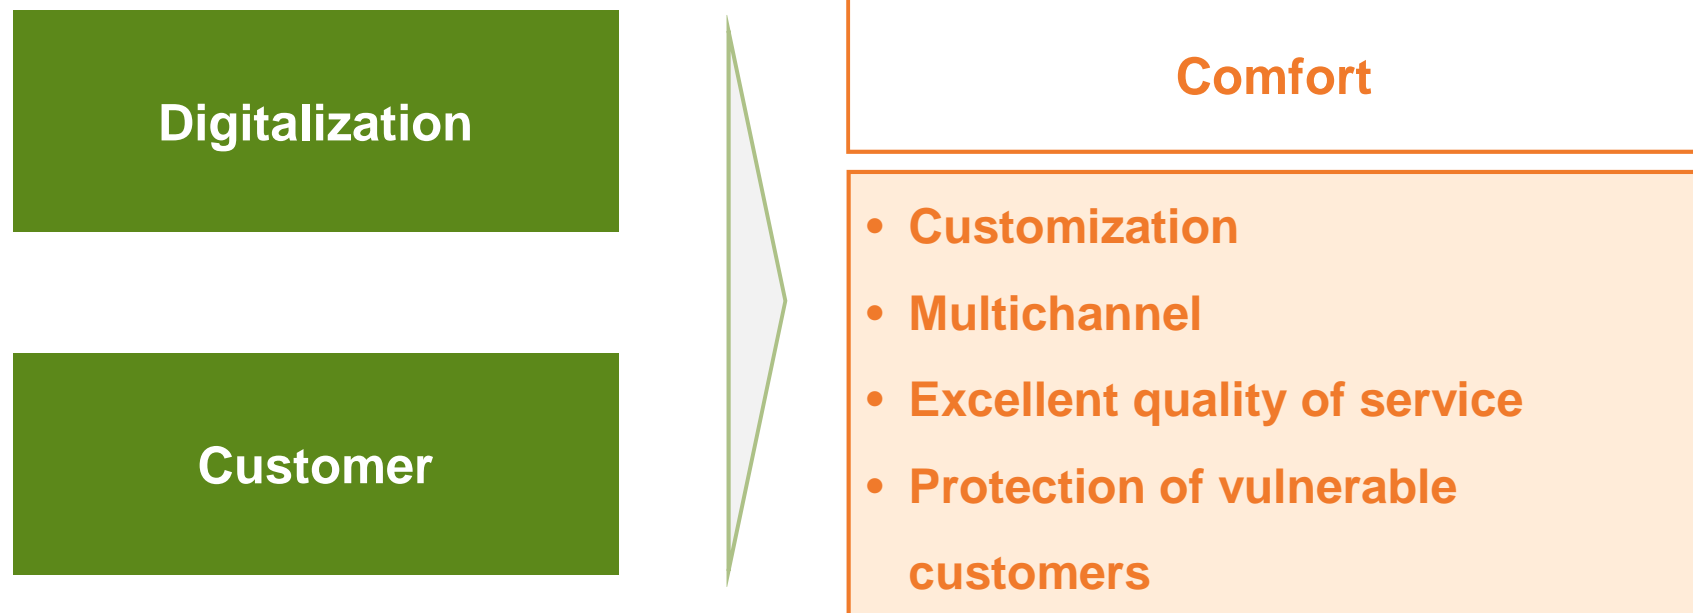 Digitalization
Customer
Comfort
• Customization
• Multichannel
• Excellent quality of service
• Protection of vulnerable
customers